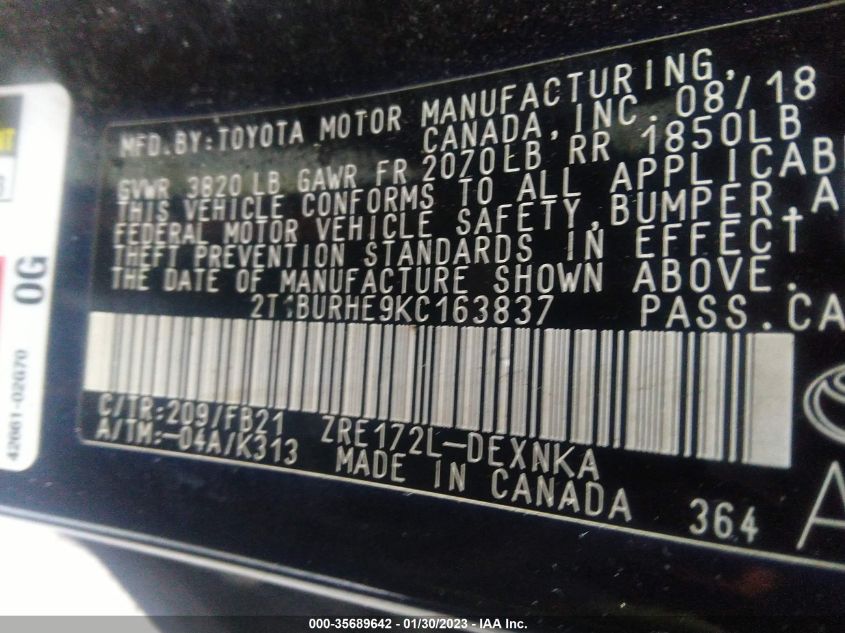 MFD.BY:TOYOTA MOTOR MANUFACTURING,
CANADA,INC. 08/18
GVWR 3820 LB GAWR FR 2070LB RR 1850LB
THIS VEHICLE CONFORMS TO ALL APPLICABL
FEDERAL MOTOR VEHICLE SAFETY,BUMPER,A
THEFT PREVENTION STANDARDS IN EFFECT
THE DATE OF MANUFACTURE SHOWN ABOVE.
2T1BURHE9KC163837 PASS.CA
C/TR:209/FB21 ZRE172L-DEXNKA
A/TM:-04A/K313 MADE IN CANADA 364
A
0G
42661-02G70
000-35689642 / 01/30/2023 - IAA Inc.